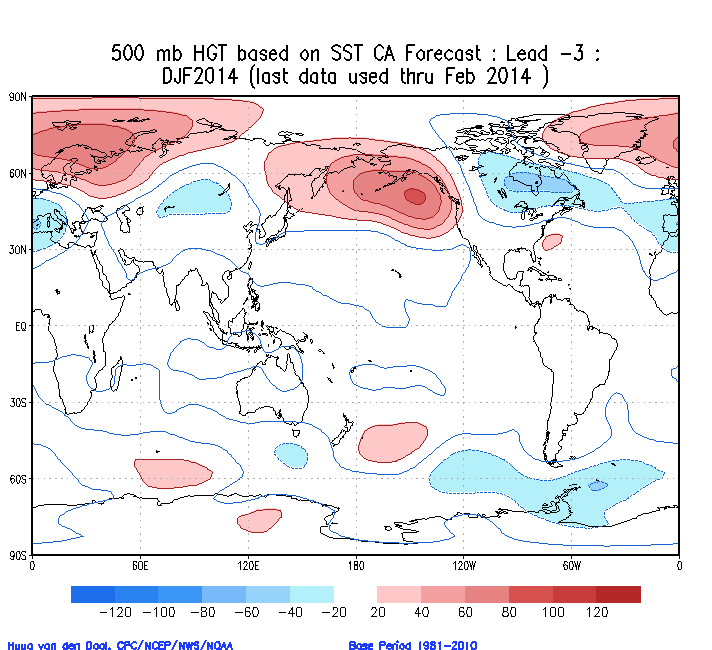 500 mb HGT based on SST CA Forecast : Lead -3 :
DJF2014 (last data used thru Feb 2014 )
90N
60N
30N
EQ
30S
60S
90S
0 60E 120E 180 120W 60W 0
-120 -100 -80 -60 -40 -20 20 40 60 80 100 120
Huug van den Dool, CPC/NCEP/NWS/NOAA Base Period 1981-2010